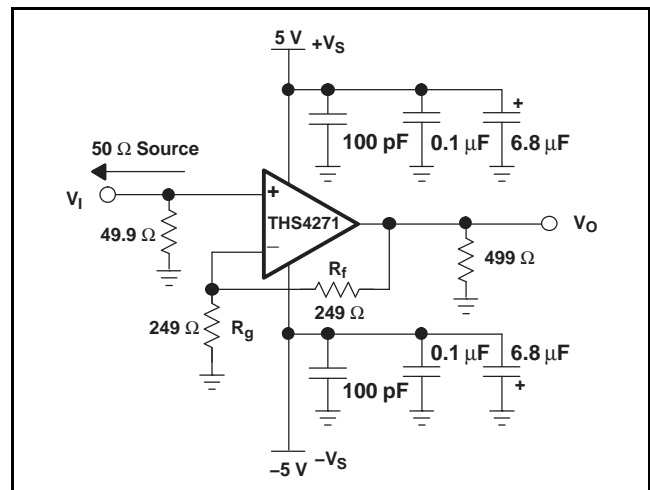 5 V
+VS
+
100 pF
0.1 µF
6.8 µF
50 Ω Source
VI
+
THS4271
−
VO
49.9 Ω
Rf
499 Ω
249 Ω
249 Ω
Rg
0.1 µF
6.8 µF
100 pF
+
−5 V
−VS